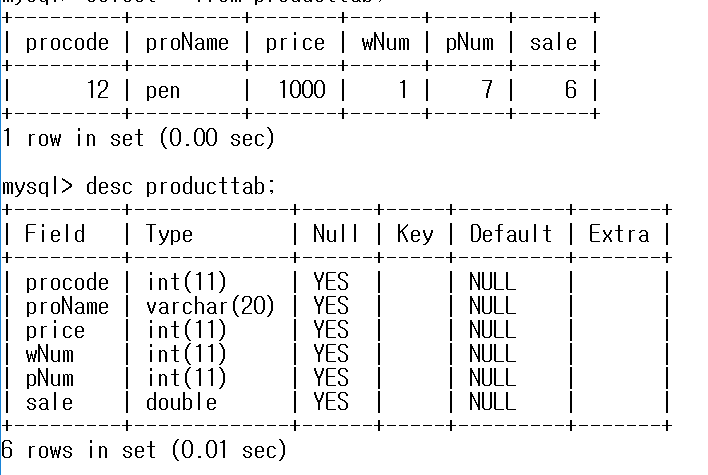 mysql> select * from producttab;
+---------+---------+-------+------+------+------+
| procode | proName | price | wNum | pNum | sale |
+---------+---------+-------+------+------+------+
|      12 | pen     |  1000 |    1 |    7 |    6 |
+---------+---------+-------+------+------+------+
1 row in set (0.00 sec)
mysql> desc producttab;
+---------+-------------+------+-----+---------+-------+
| Field   | Type        | Null | Key | Default | Extra |
+---------+-------------+------+-----+---------+-------+
| procode | int(11)     | YES  |     | NULL    |       |
| proName | varchar(20) | YES  |     | NULL    |       |
| price   | int(11)     | YES  |     | NULL    |       |
| wNum    | int(11)     | YES  |     | NULL    |       |
| pNum    | int(11)     | YES  |     | NULL    |       |
| sale    | double      | YES  |     | NULL    |       |
+---------+-------------+------+-----+---------+-------+
6 rows in set (0.01 sec)